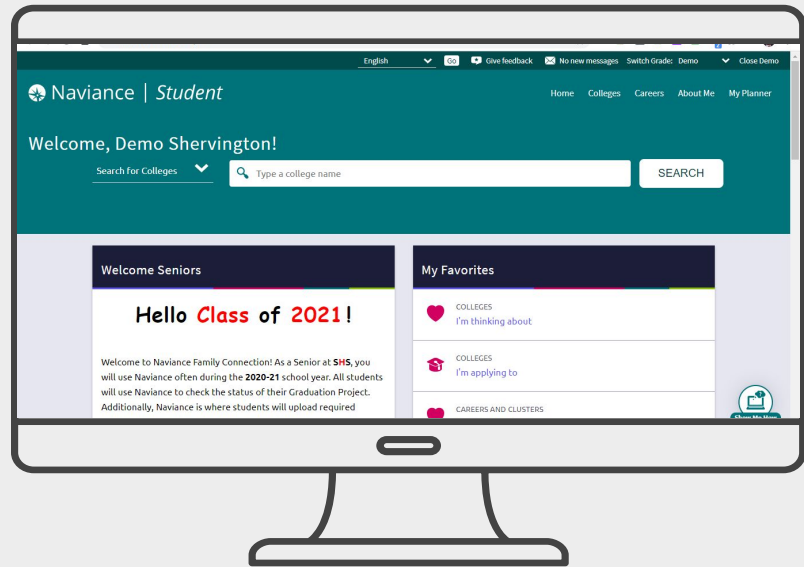 English Go Give feedback No new messages Switch Grade: Demo Close Demo
Naviance | Student
Home Colleges Careers About Me My Planner
Welcome, Demo Shervington!
Search for Colleges Type a college name SEARCH
Welcome Seniors
Hello Class of 2021!
Welcome to Naviance Family Connection! As a Senior at SHS, you
will use Naviance often during the 2020-21 school year. All students
will use Naviance to check the status of their Graduation Project.
Additionally, Naviance is where students will upload required
My Favorites
COLLEGES
I'm thinking about
COLLEGES
I'm applying to
CAREERS AND CLUSTERS